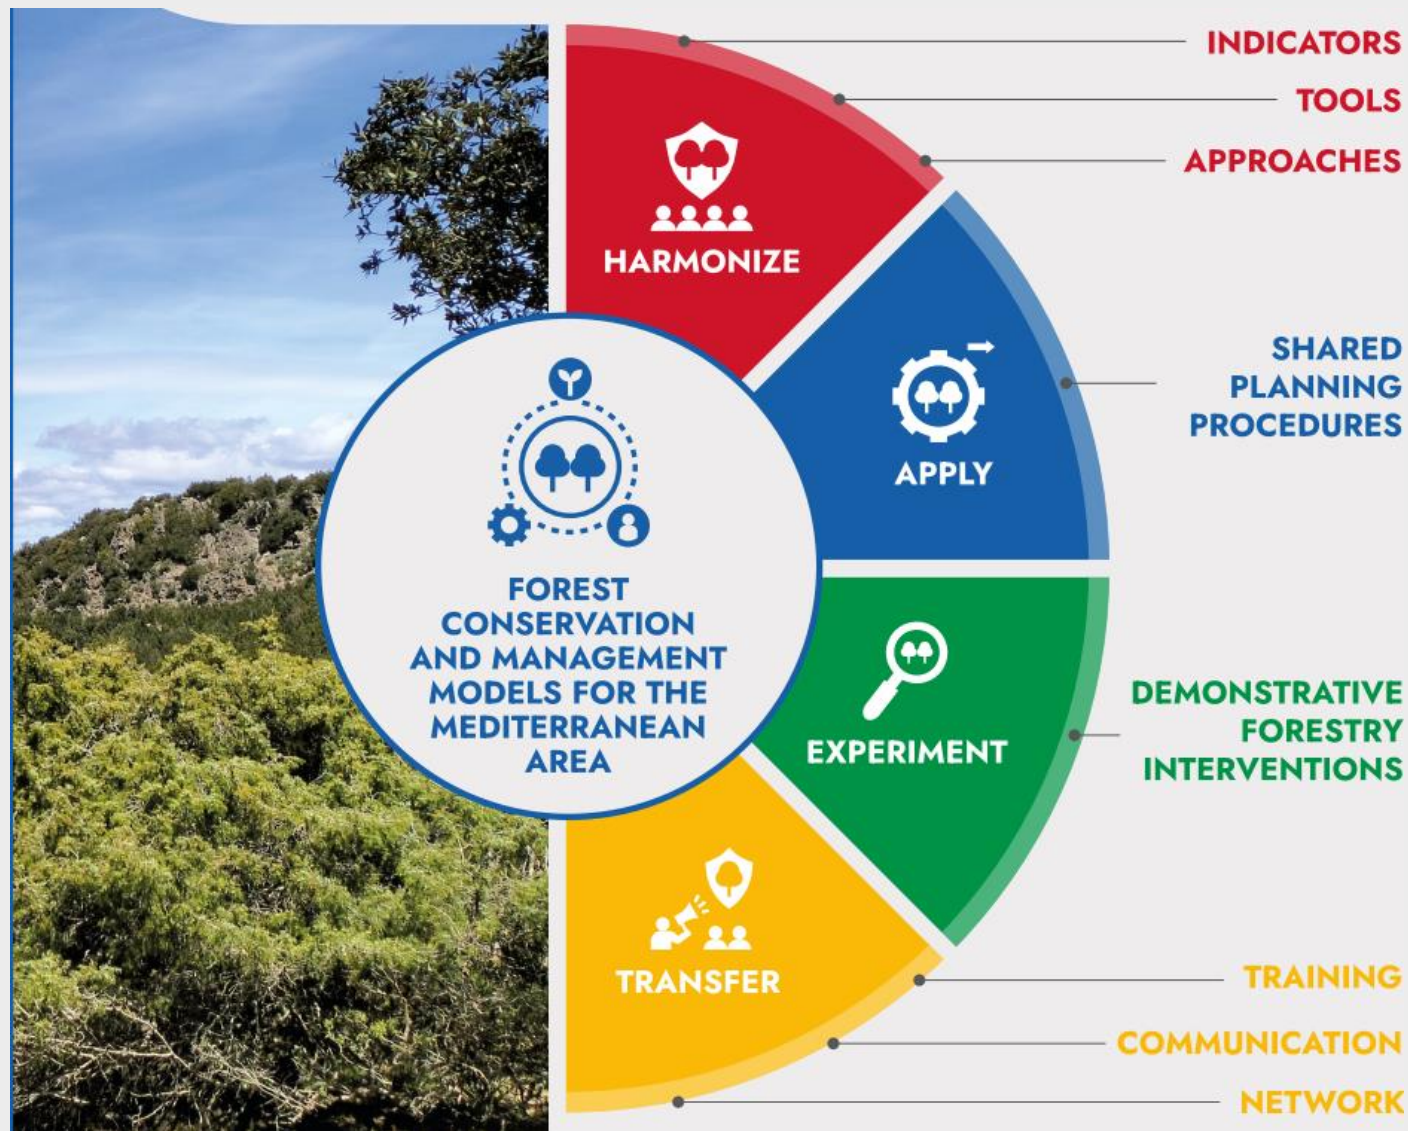 INDICATORS
TOOLS
APPROACHES
HARMONIZE
SHARED
PLANNING
PROCEDURES
APPLY
FOREST
CONSERVATION
AND MANAGEMENT
MODELS FOR THE
MEDITERRANEAN
AREA
EXPERIMENT
DEMONSTRATIVE
FORESTRY
INTERVENTIONS
TRANSFER
TRAINING
COMMUNICATION
NETWORK